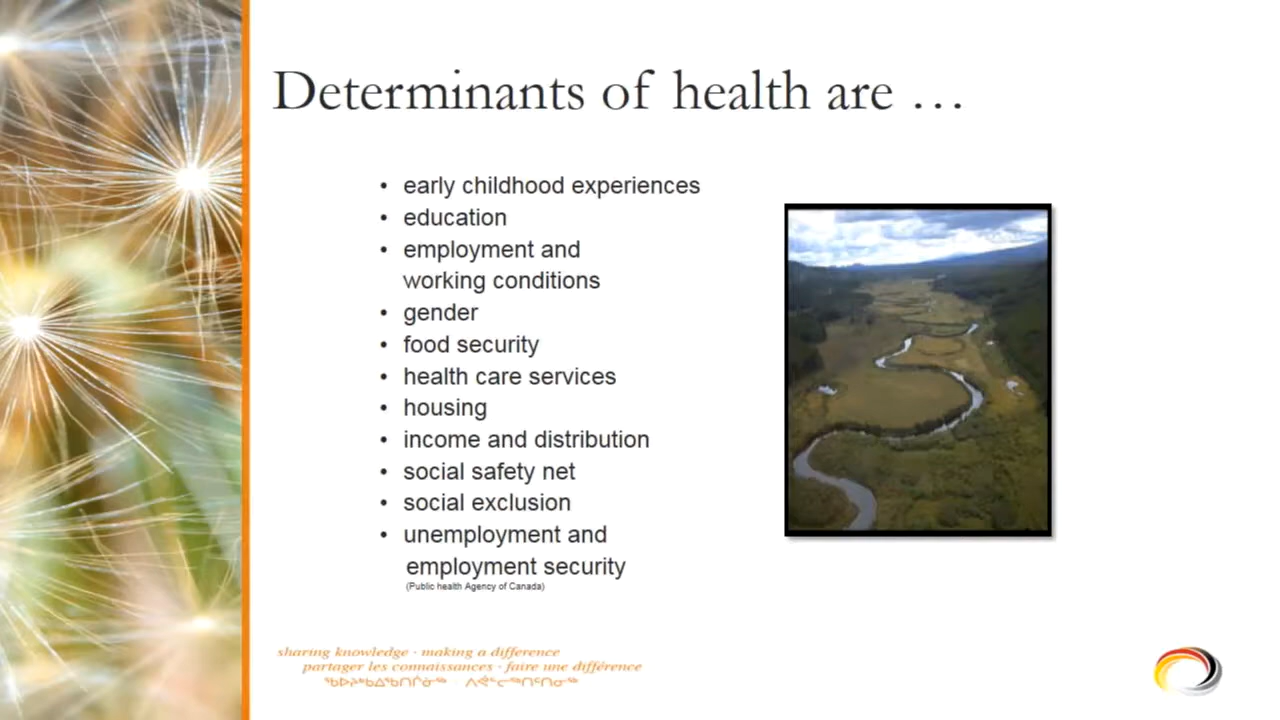 Determinants of health are …
• early childhood experiences
• education
• employment and
working conditions
• gender
• food security
• health care services
• housing
• income and distribution
• social safety net
• social exclusion
• unemployment and
employment security
(Public health Agency of Canada)
sharing knowledge · making a difference
partager les connaissances · faire une différence
ᖃᐅᔨᒃᑲᐃᖃᑎᒌᓂᖅ · ᐱᕚᓪᓕᖅᑎᑦᑎᓂᖅ